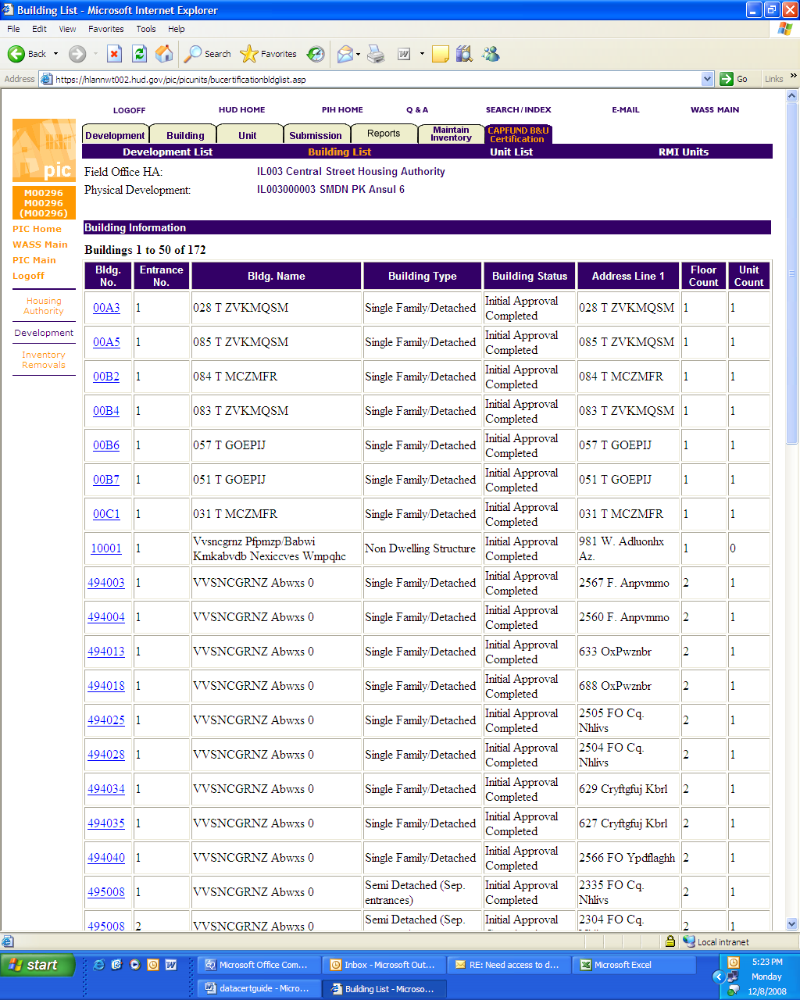 Building List - Microsoft Internet Explorer
File Edit View Favorites Tools Help
Back Search Favorites
Address https://hlannwt002.hud.gov/pic/picunits/bucertificationbldglist.asp Go Links »
LOGOFF HUD HOME PIH HOME Q & A SEARCH / INDEX E-MAIL WASS MAIN
Development Building Unit Submission Reports Maintain Inventory CAPFUND B&U Certification
Development List Building List Unit List RMI Units
pic
M00296
M00296
(M00296)
PIC Home
WASS Main
PIC Main
Logoff
Housing
Authority
Development
Inventory
Removals
Field Office HA: IL003 Central Street Housing Authority
Physical Development: IL003000003 SMDN PK Ansul 6
Building Information
Buildings 1 to 50 of 172
Bldg. No. Entrance No. Bldg. Name Building Type Building Status Address Line 1 Floor Count Unit Count
00A3 1 028 T ZVKMQSM Single Family/Detached Initial Approval Completed 028 T ZVKMQSM 1 1
00A5 1 085 T ZVKMQSM Single Family/Detached Initial Approval Completed 085 T ZVKMQSM 1 1
00B2 1 084 T MCZMFR Single Family/Detached Initial Approval Completed 084 T MCZMFR 1 1
00B4 1 083 T ZVKMQSM Single Family/Detached Initial Approval Completed 083 T ZVKMQSM 1 1
00B6 1 057 T GOEPIJ Single Family/Detached Initial Approval Completed 057 T GOEPIJ 1 1
00B7 1 051 T GOEPIJ Single Family/Detached Initial Approval Completed 051 T GOEPIJ 1 1
00C1 1 031 T MCZMFR Single Family/Detached Initial Approval Completed 031 T MCZMFR 1 1
10001 1 Vvsncgrnz Pfpmzp/Babwi Kmkabvdb Nexiccves Wmpqhc Non Dwelling Structure Initial Approval Completed 981 W. Adluonhx Az. 1 0
494003 1 VVSNCGRNZ Abwxs 0 Single Family/Detached Initial Approval Completed 2567 F. Anpvmmo 2 1
494004 1 VVSNCGRNZ Abwxs 0 Single Family/Detached Initial Approval Completed 2560 F. Anpvmmo 2 1
494013 1 VVSNCGRNZ Abwxs 0 Single Family/Detached Initial Approval Completed 633 OxPwznbr 2 1
494018 1 VVSNCGRNZ Abwxs 0 Single Family/Detached Initial Approval Completed 688 OxPwznbr 2 1
494025 1 VVSNCGRNZ Abwxs 0 Single Family/Detached Initial Approval Completed 2505 FO Cq. Nhlivs 2 1
494028 1 VVSNCGRNZ Abwxs 0 Single Family/Detached Initial Approval Completed 2504 FO Cq. Nhlivs 2 1
494034 1 VVSNCGRNZ Abwxs 0 Single Family/Detached Initial Approval Completed 629 Cryftgfuj Kbrl 2 1
494035 1 VVSNCGRNZ Abwxs 0 Single Family/Detached Initial Approval Completed 627 Cryftgfuj Kbrl 2 1
494040 1 VVSNCGRNZ Abwxs 0 Single Family/Detached Initial Approval Completed 2566 FO Ypdflaghh 2 1
495008 1 VVSNCGRNZ Abwxs 0 Semi Detached (Sep. entrances) Initial Approval Completed 2335 FO Cq. Nhlivs 2 1
495008 2 VVSNCGRNZ Abwxs 0 Semi Detached (Sep. Initial Approval 2304 FO Cq. 2 1
Local intranet
start Microsoft Office Com... Inbox - Microsoft Out... RE: Need access to d... Microsoft Excel 5:23 PM
datacertguide - Micro... Building List - Microso... Monday
12/8/2008